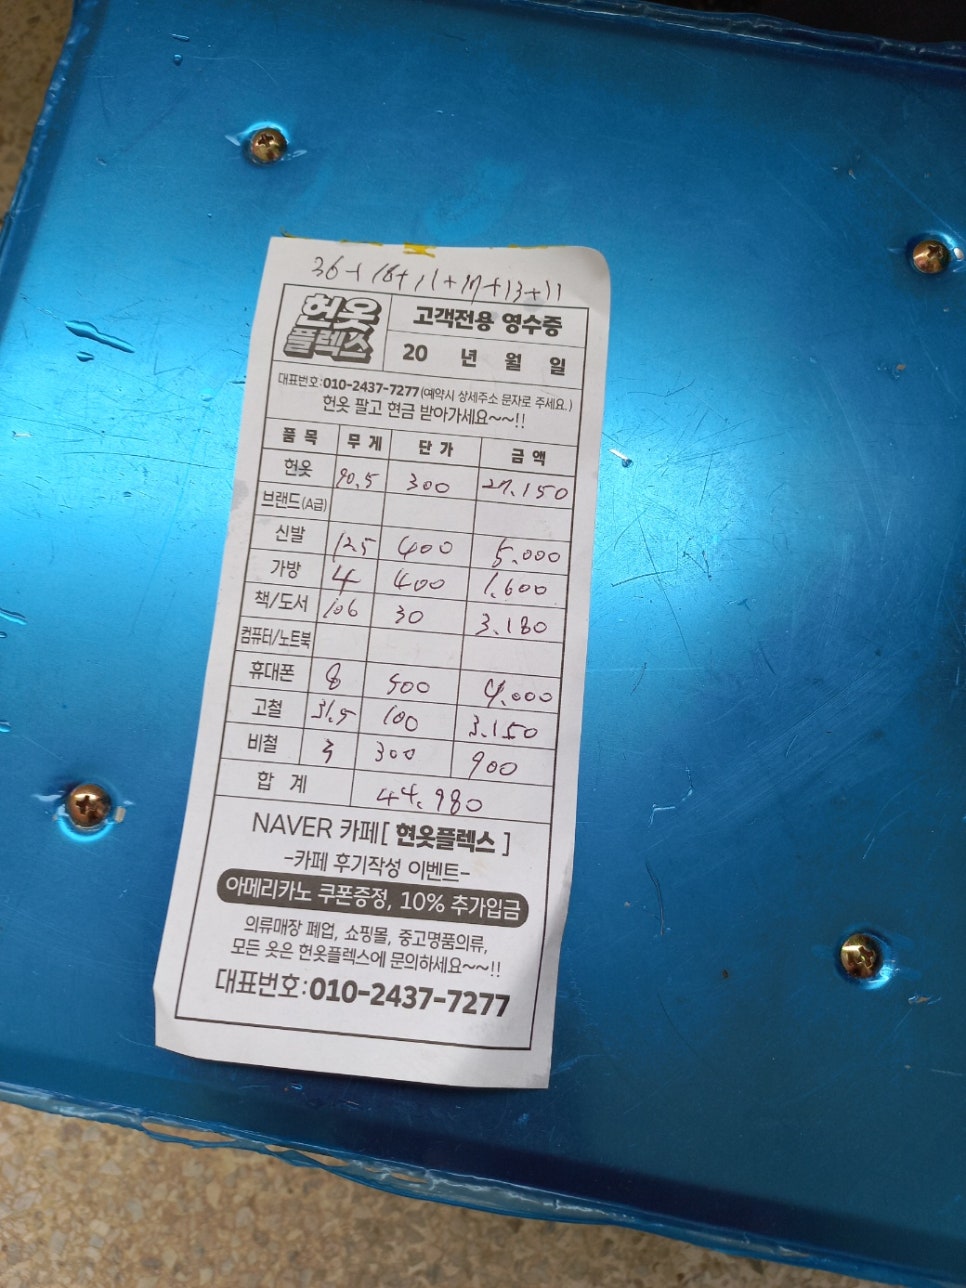 36+18+11+17+13+11
헌옷
플렉스
고객전용 영수증
20 년 월 일
대표번호:010-2437-7277(예약시 상세주소 문자로 주세요.)
헌옷 팔고 현금 받아가세요~~!!
품 목 무 게 단 가 금 액
헌옷 90.5 300 27.150
브랜드(A급)
신발 12.5 400 5.000
가방 4 400 1.600
책/도서 106 30 3.180
컴퓨터/노트북
휴대폰 8 500 4.000
고철 31.5 100 3.150
비철 3 300 900
합 계 44.980
NAVER 카페[ 헌옷플렉스 ]
-카페 후기작성 이벤트-
아메리카노 쿠폰증정, 10% 추가입금
의류매장 폐업, 쇼핑몰, 중고명품의류,
모든 옷은 헌옷플렉스에 문의하세요~~!!
대표번호:010-2437-7277